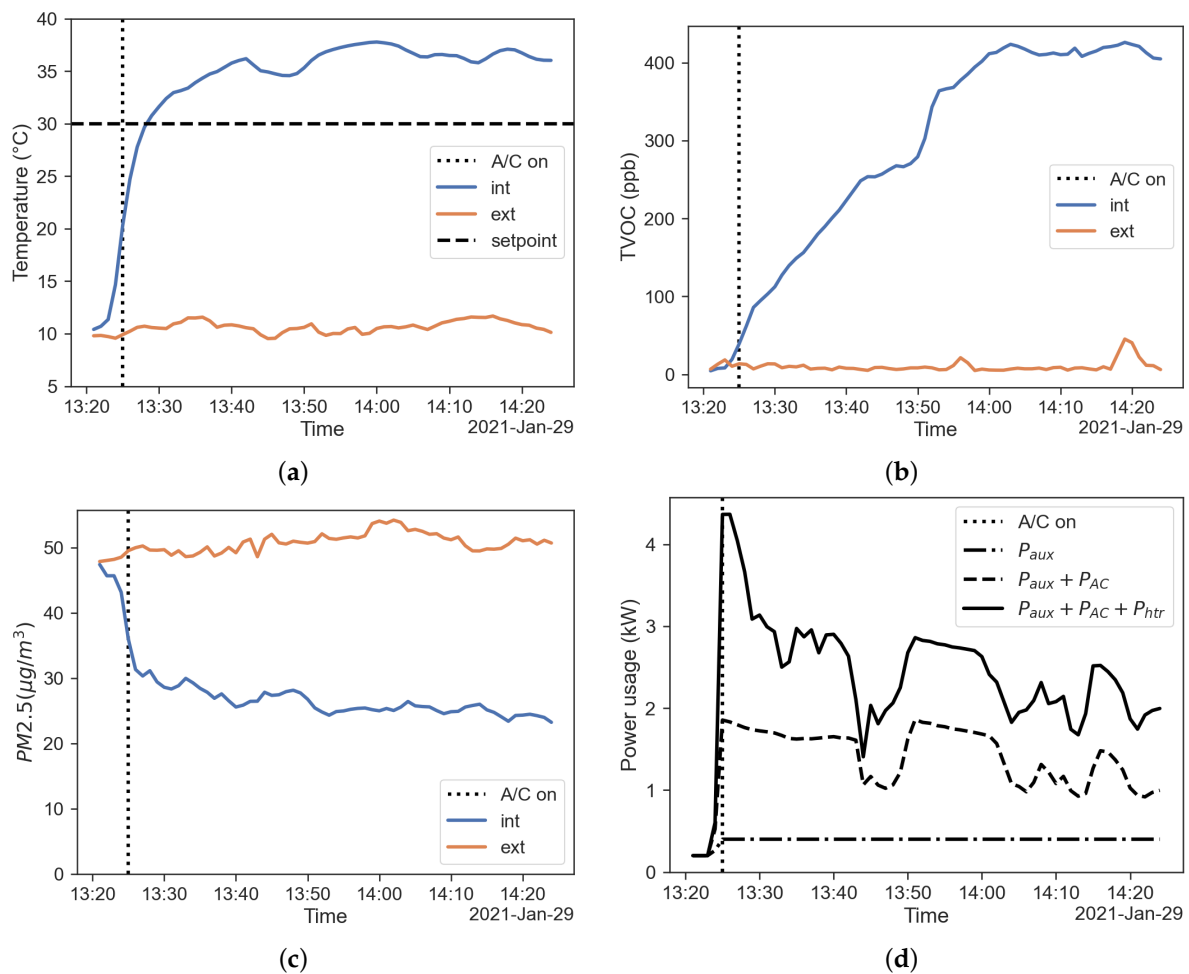 40
35
30
25
20
15
10
5
Temperature (°C)
A/C on
int
ext
setpoint
13:20 13:30 13:40 13:50 14:00 14:10 14:20
Time
2021-Jan-29
(a)
400
300
200
100
0
TVOC (ppb)
A/C on
int
ext
13:20 13:30 13:40 13:50 14:00 14:10 14:20
Time
2021-Jan-29
(b)
50
40
30
20
10
0
PM2.5(μg/m³)
A/C on
int
ext
13:20 13:30 13:40 13:50 14:00 14:10 14:20
Time
2021-Jan-29
(c)
4
3
2
1
0
Power usage (kW)
A/C on
P_aux
P_aux + P_AC
P_aux + P_AC + P_htr
13:20 13:30 13:40 13:50 14:00 14:10 14:20
Time
2021-Jan-29
(d)